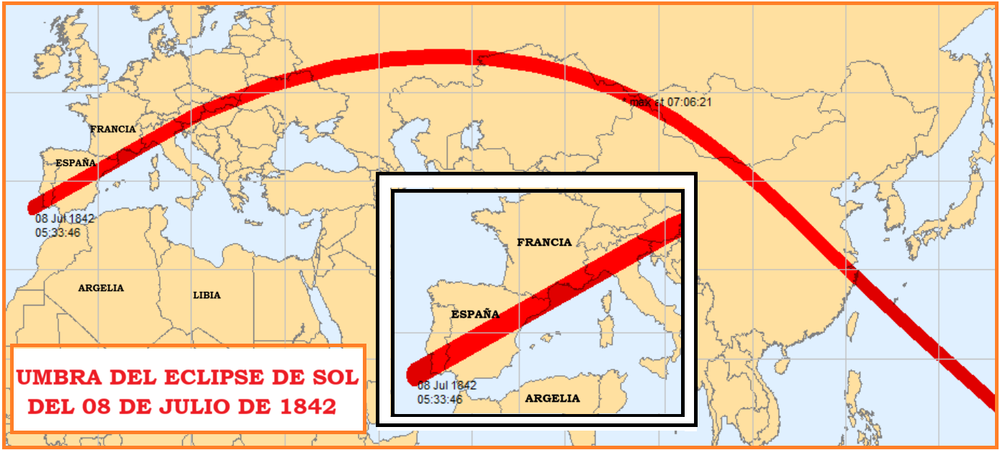 * max at 07:06:21
FRANCIA
ESPAÑA
08 Jul 1842
05:33:46
ARGELIA
LIBIA
FRANCIA
ESPAÑA
08 Jul 1842
05:33:46
ARGELIA
UMBRA DEL ECLIPSE DE SOL
DEL 08 DE JULIO DE 1842